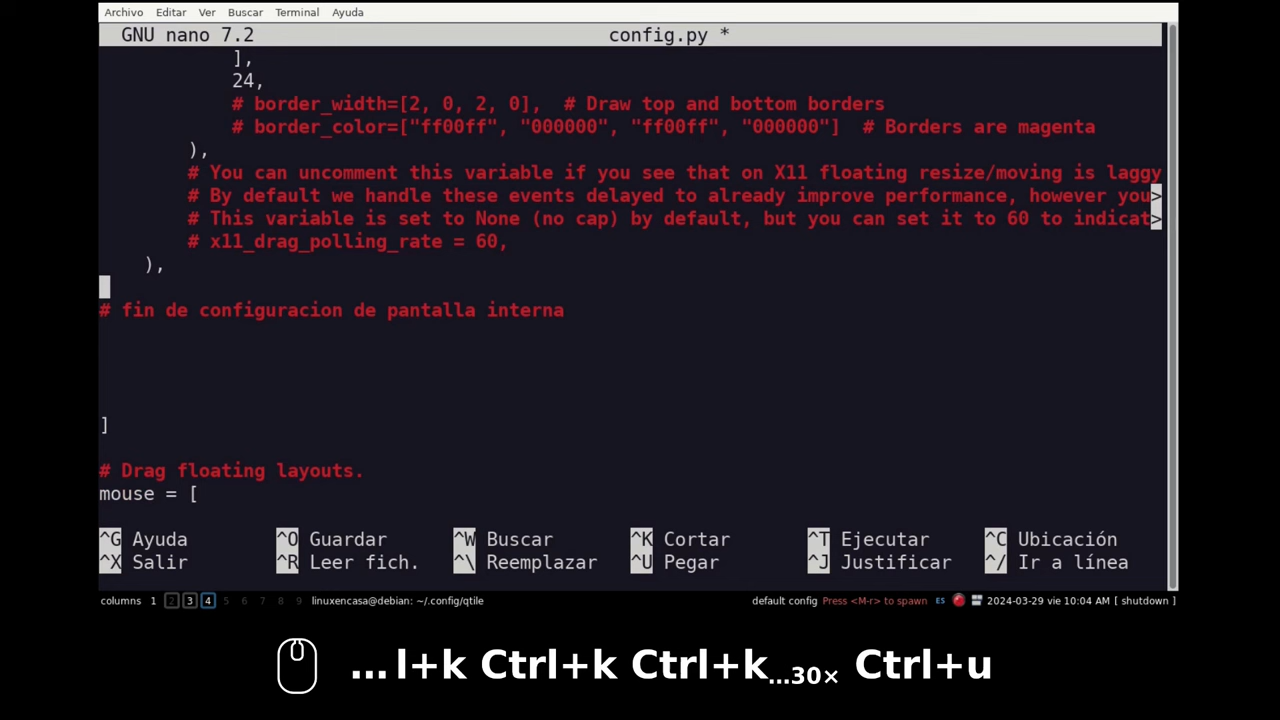 Archivo Editar Ver Buscar Terminal Ayuda
GNU nano 7.2 config.py *
],
24,
# border_width=[2, 0, 2, 0],  # Draw top and bottom borders
# border_color=["ff00ff", "000000", "ff00ff", "000000"]  # Borders are magenta
),
# You can uncomment this variable if you see that on X11 floating resize/moving is laggy
# By default we handle these events delayed to already improve performance, however you>
# This variable is set to None (no cap) by default, but you can set it to 60 to indicat>
# x11_drag_polling_rate = 60,
),
# fin de configuracion de pantalla interna
]
# Drag floating layouts.
mouse = [
^G Ayuda ^O Guardar ^W Buscar ^K Cortar ^T Ejecutar ^C Ubicación
^X Salir ^R Leer fich. ^\ Reemplazar ^U Pegar ^J Justificar ^/ Ir a línea
columns 1 2 3 4 5 6 7 8 9 linuxencasa@debian: ~/.config/qtile default config Press <M-r> to spawn ES 2024-03-29 vie 10:04 AM [ shutdown ]
...l+k Ctrl+k Ctrl+k...30× Ctrl+u